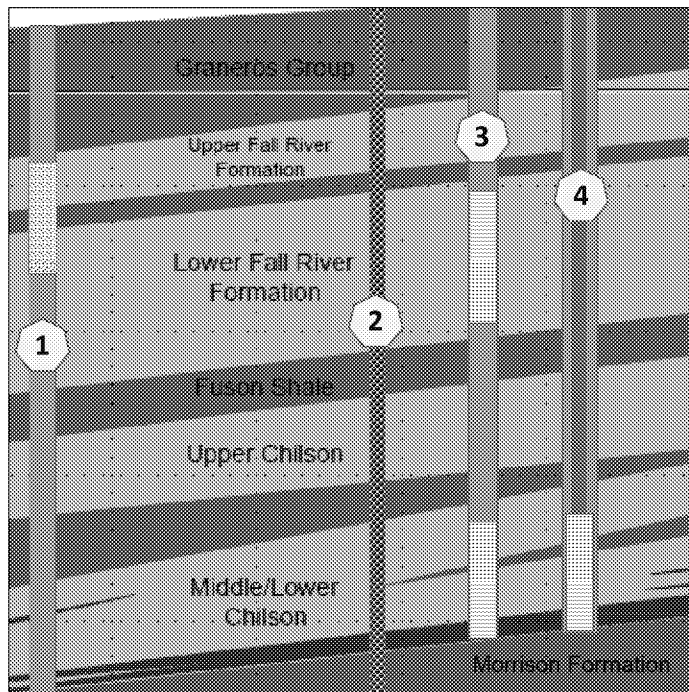 Graneros Group
Upper Fall River
Formation
3
4
Lower Fall River
Formation
1
2
Fuson Shale
Upper Chilson
Middle/Lower
Chilson
Morrison Formation